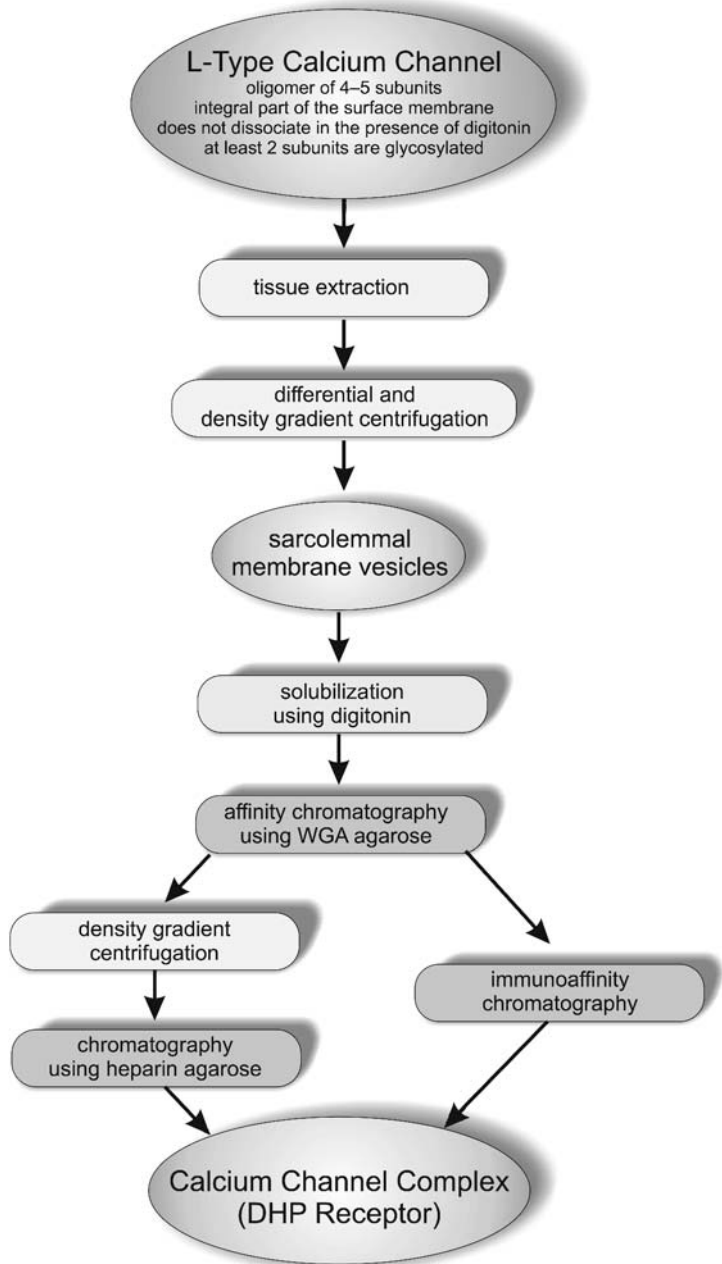 L-Type Calcium Channel
oligomer of 4–5 subunits
integral part of the surface membrane
does not dissociate in the presence of digitonin
at least 2 subunits are glycosylated
tissue extraction
differential and
density gradient centrifugation
sarcolemmal
membrane vesicles
solubilization
using digitonin
affinity chromatography
using WGA agarose
density gradient
centrifugation
immunoaffinity
chromatography
chromatography
using heparin agarose
Calcium Channel Complex
(DHP Receptor)